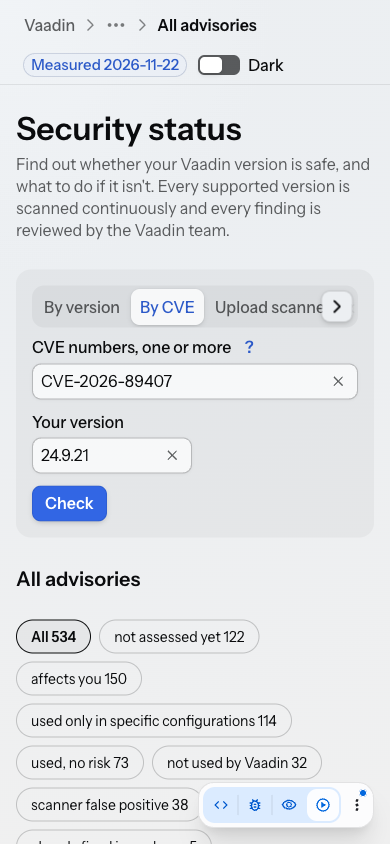 Vaadin
All advisories
Measured 2026-11-22
Dark
Security status
Find out whether your Vaadin version is safe, and
what to do if it isn't. Every supported version is
scanned continuously and every finding is
reviewed by the Vaadin team.
By version
By CVE
Upload scanne
CVE numbers, one or more ?
CVE-2026-89407
Your version
24.9.21
Check
All advisories
All 534
not assessed yet 122
affects you 150
used only in specific configurations 114
used, no risk 73
not used by Vaadin 32
scanner false positive 38